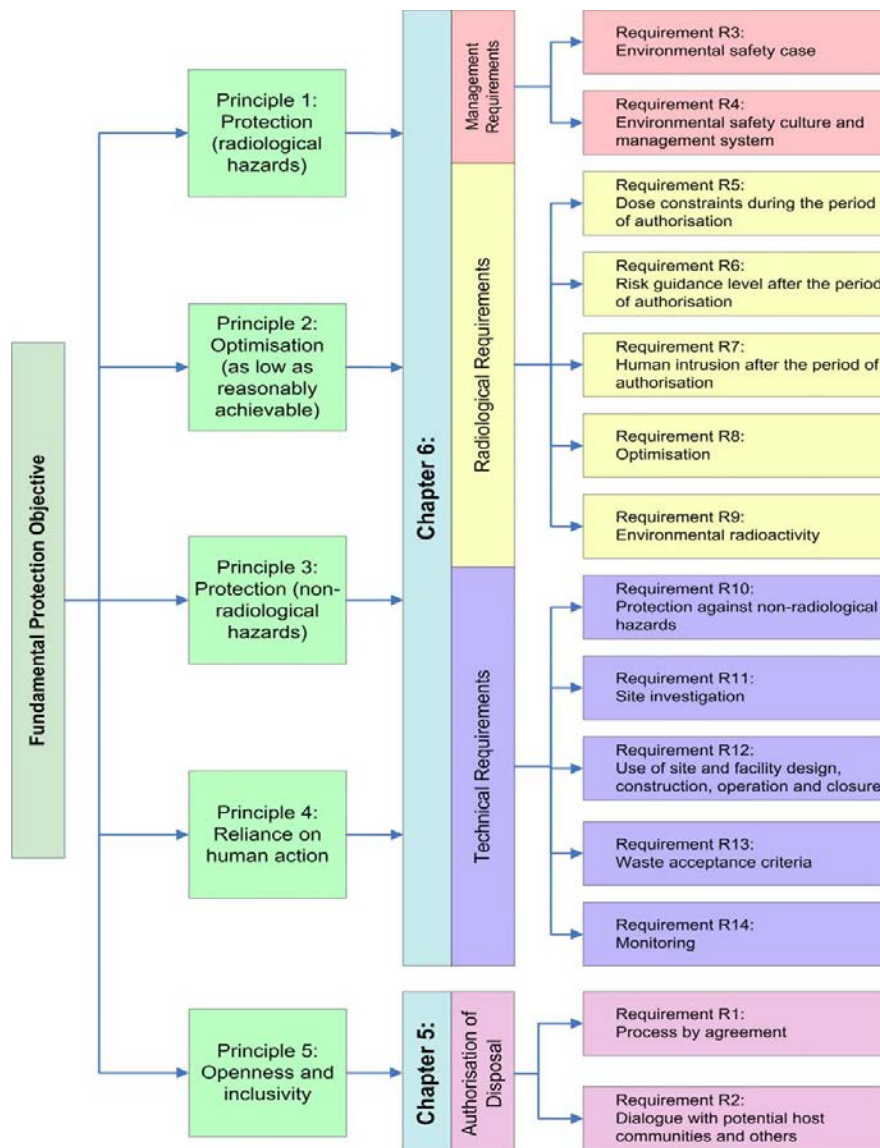 Fundamental Protection Objective
Principle 1:
Protection
(radiological
hazards)
Principle 2:
Optimisation
(as low as
reasonably
achievable)
Principle 3:
Protection (non-
radiological
hazards)
Principle 4:
Reliance on
human action
Principle 5:
Openness and
inclusivity
Chapter 6:
Management
Requirements
Requirement R3:
Environmental safety case
Requirement R4:
Environmental safety culture and
management system
Radiological Requirements
Requirement R5:
Dose constraints during the period
of authorisation
Requirement R6:
Risk guidance level after the period
of authorisation
Requirement R7:
Human intrusion after the period of
authorisation
Requirement R8:
Optimisation
Requirement R9:
Environmental radioactivity
Technical Requirements
Requirement R10:
Protection against non-radiological
hazards
Requirement R11:
Site investigation
Requirement R12:
Use of site and facility design,
construction, operation and closure
Requirement R13:
Waste acceptance criteria
Requirement R14:
Monitoring
Chapter 5:
Authorisation of
Disposal
Requirement R1:
Process by agreement
Requirement R2:
Dialogue with potential host
communities and others